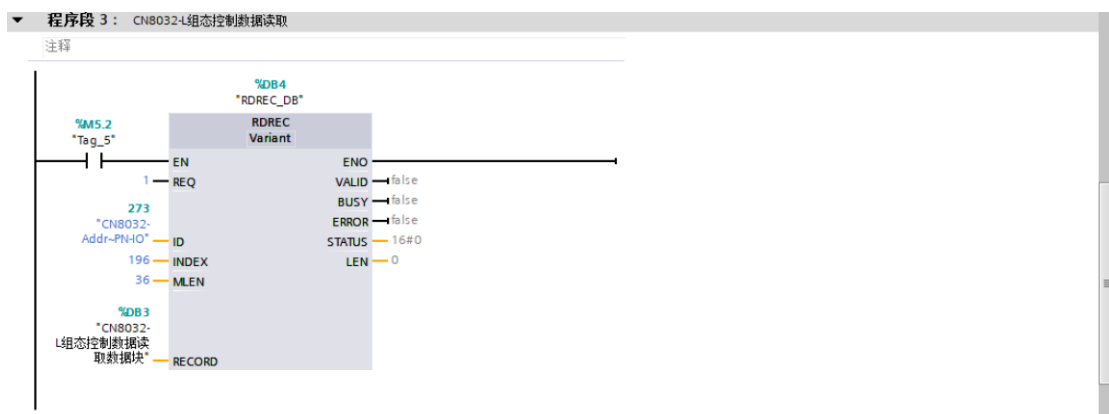 程序段 3： CN8032-L组态控制数据读取
注释
%DB4
"RDREC_DB"
%M5.2
"Tag_5"
RDREC
Variant
EN
ENO
1
REQ
VALID
false
BUSY
false
273
"CN8032-
Addr~PN-IO"
ID
ERROR
false
STATUS
16#0
196
INDEX
LEN
0
36
MLEN
%DB3
"CN8032-
L组态控制数据读
取数据块"
RECORD